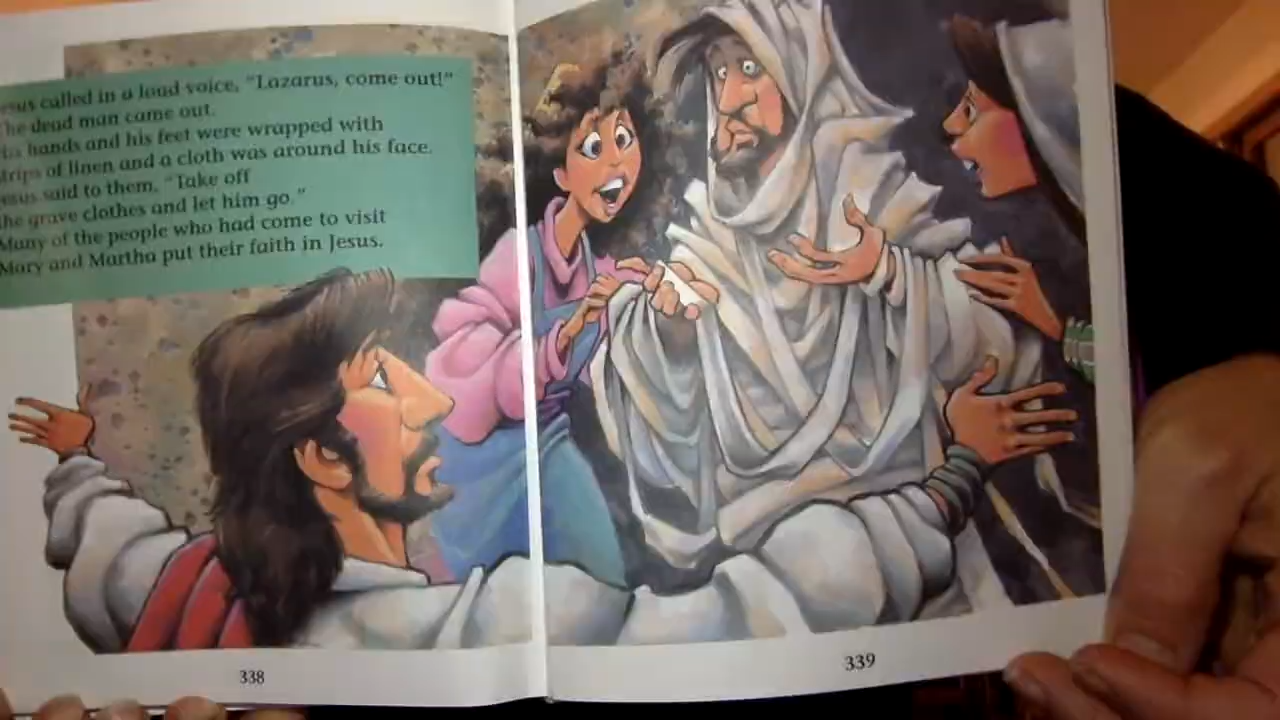 esus called in a loud voice, "Lazarus, come out!"
he dead man came out.
is hands and his feet were wrapped with
trips of linen and a cloth was around his face.
esus said to them, "Take off
he grave clothes and let him go."
Many of the people who had come to visit
Mary and Martha put their faith in Jesus.
338
339